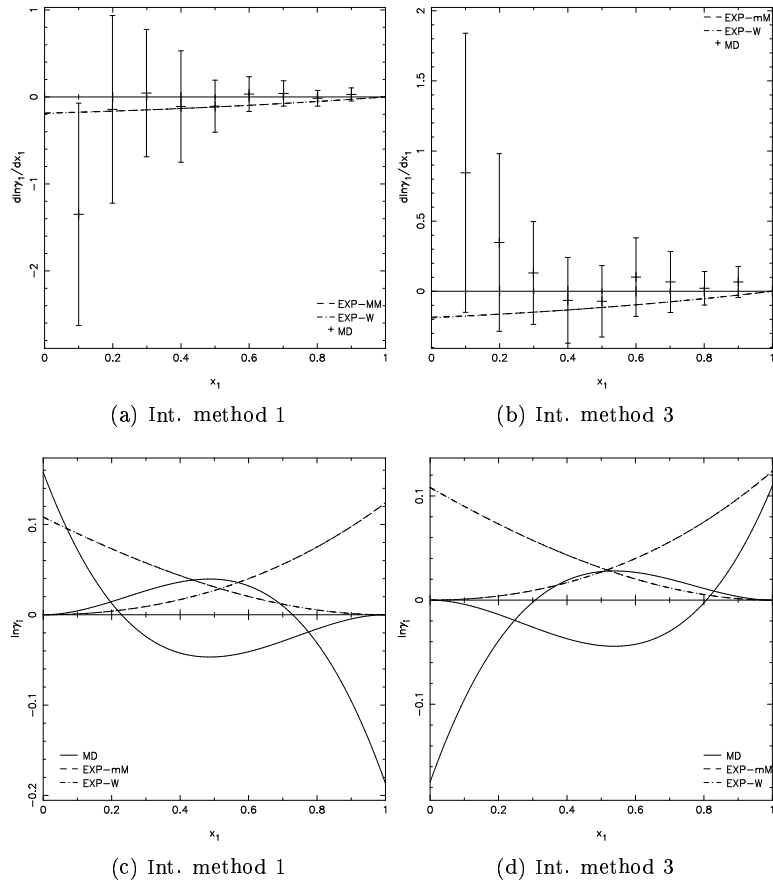 1
0
−1
−2
0
0.2
0.4
0.6
0.8
1
dlnγ1/dx1
x1
EXP−MM
EXP−W
MD
(a) Int. method 1
2
1.5
1
0.5
0
0
0.2
0.4
0.6
0.8
1
dlnγ1/dx1
x1
EXP−mM
EXP−W
MD
(b) Int. method 3
0.1
0
−0.1
−0.2
0
0.2
0.4
0.6
0.8
1
lnγi
x1
MD
EXP−mM
EXP−W
(c) Int. method 1
0.1
0
−0.1
0
0.2
0.4
0.6
0.8
1
lnγi
x1
MD
EXP−mM
EXP−W
(d) Int. method 3